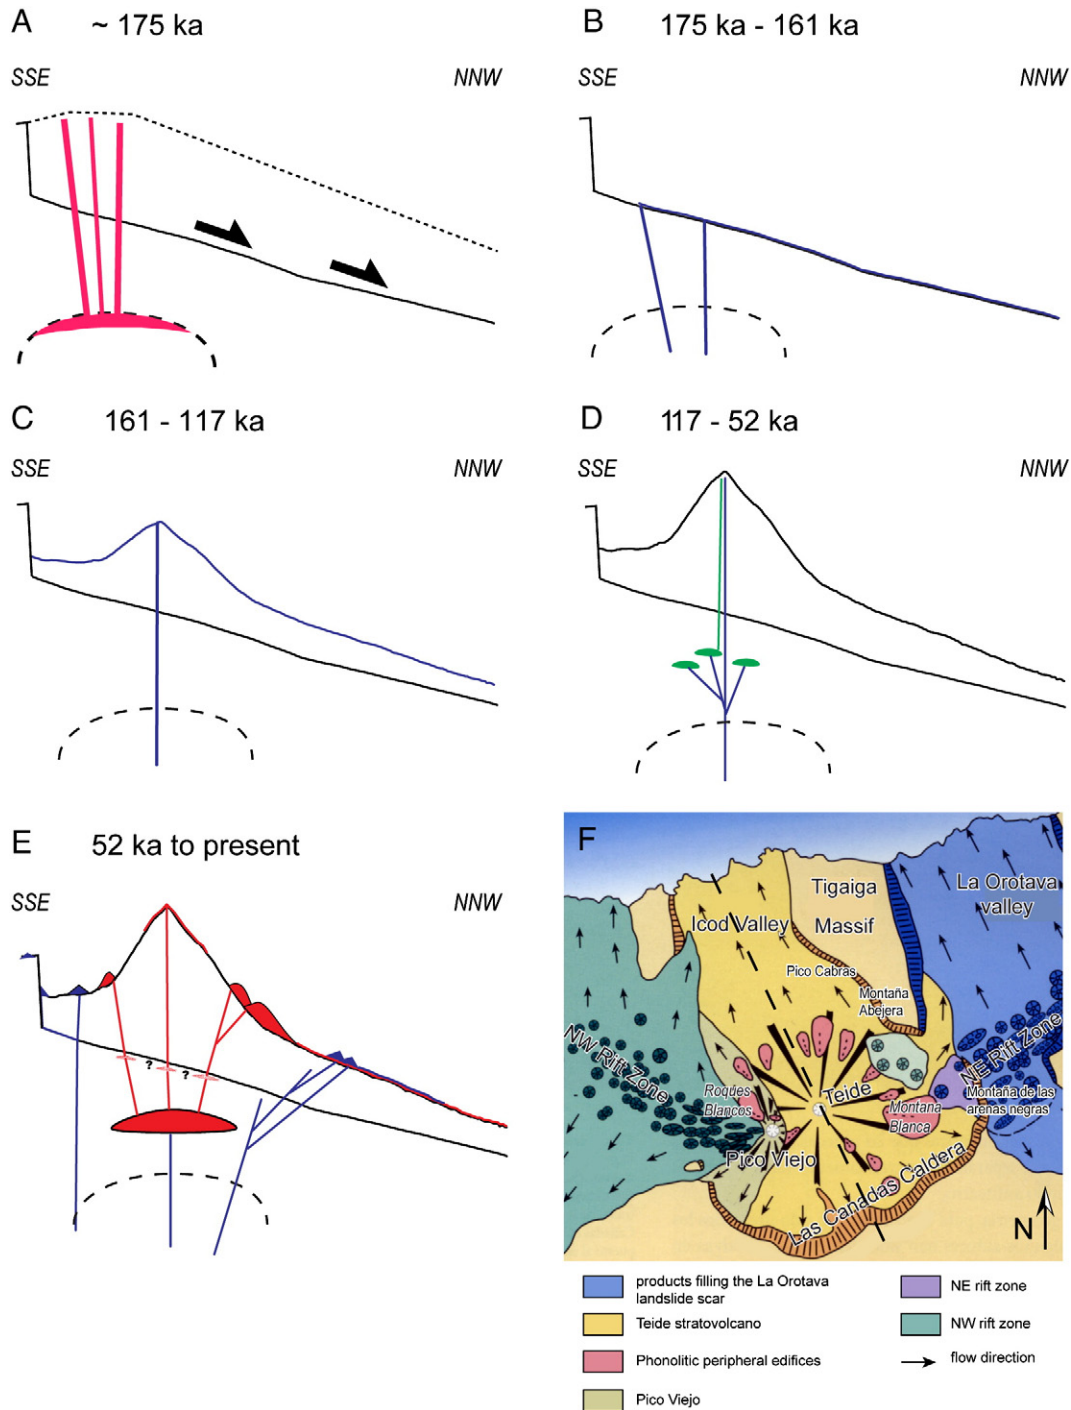 A ~ 175 ka
SSE NNW
B 175 ka - 161 ka
SSE NNW
C 161 - 117 ka
SSE NNW
D 117 - 52 ka
SSE NNW
E 52 ka to present
SSE NNW
? ?
F
La Orotava
valley
Tigaiga
Massif
Icod Valley
Pico Cabras
Montaña
Abejera
NW Rift Zone
NE Rift Zone
Roques
Blancos
Teide
Montana
Blanca
Montaña de las
arenas negras
Pico Viejo
Las Canadas Caldera
N
products filling the La Orotava
landslide scar
Teide stratovolcano
Phonolitic peripheral edifices
Pico Viejo
NE rift zone
NW rift zone
flow direction